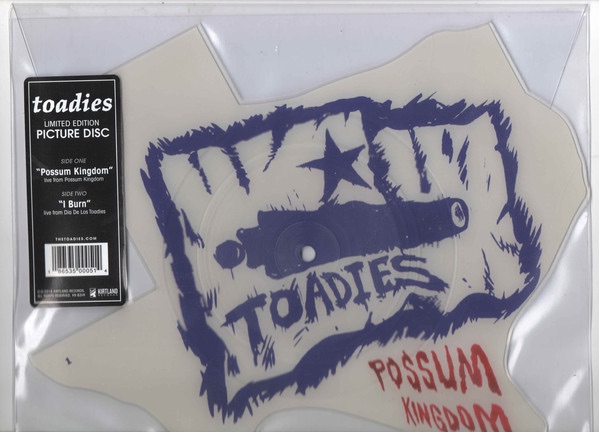 toadies
LIMITED EDITION
PICTURE DISC
SIDE ONE
"Possum Kingdom"
live from Possum Kingdom
SIDE TWO
"I Burn"
live from Dia De Los Toadies
THETOADIES.COM
KIRTLAND
TOADIES
POSSUM
KINGDOM